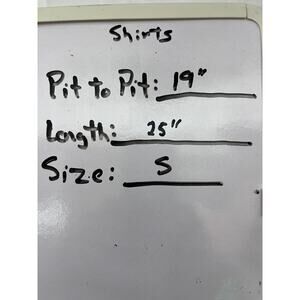 Shirts
Pit to Pit: 19"
Length: 25"
Size: S